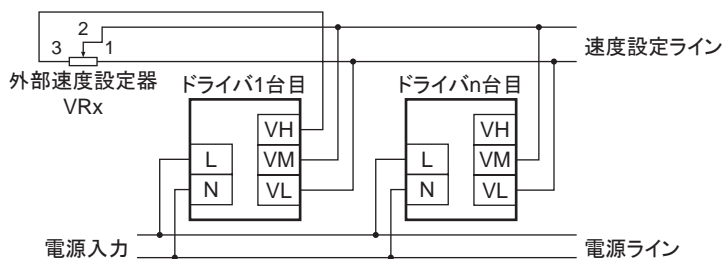 2
3
1
速度設定ライン
外部速度設定器
VRx
ドライバ1台目
ドライバn台目
VH
VH
L
VM
L
VM
N
VL
N
VL
電源入力
電源ライン